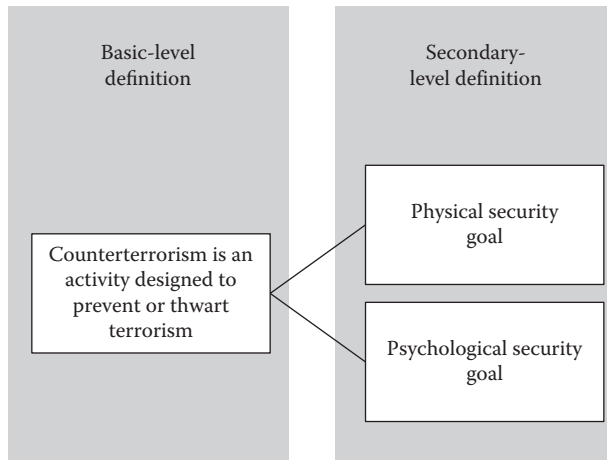 Basic-level
definition
Secondary-
level definition
Counterterrorism is an
activity designed to
prevent or thwart
terrorism
Physical security
goal
Psychological security
goal